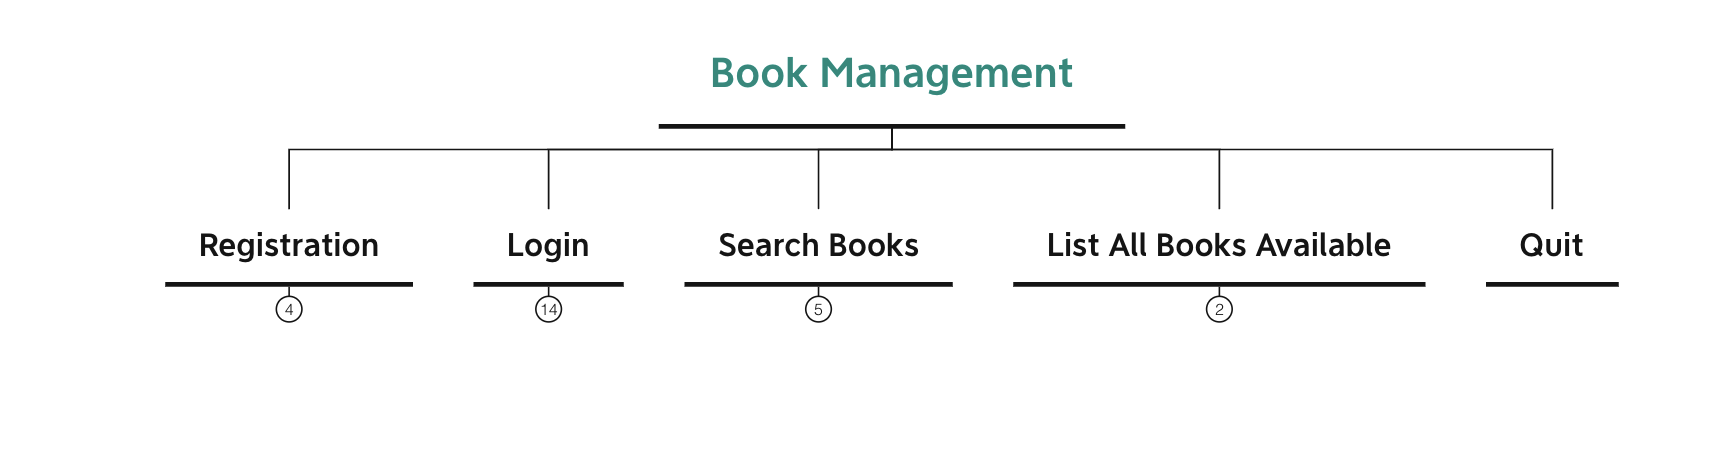 Book Management
Registration
Login
Search Books
List All Books Available
Quit
4
14
5
2